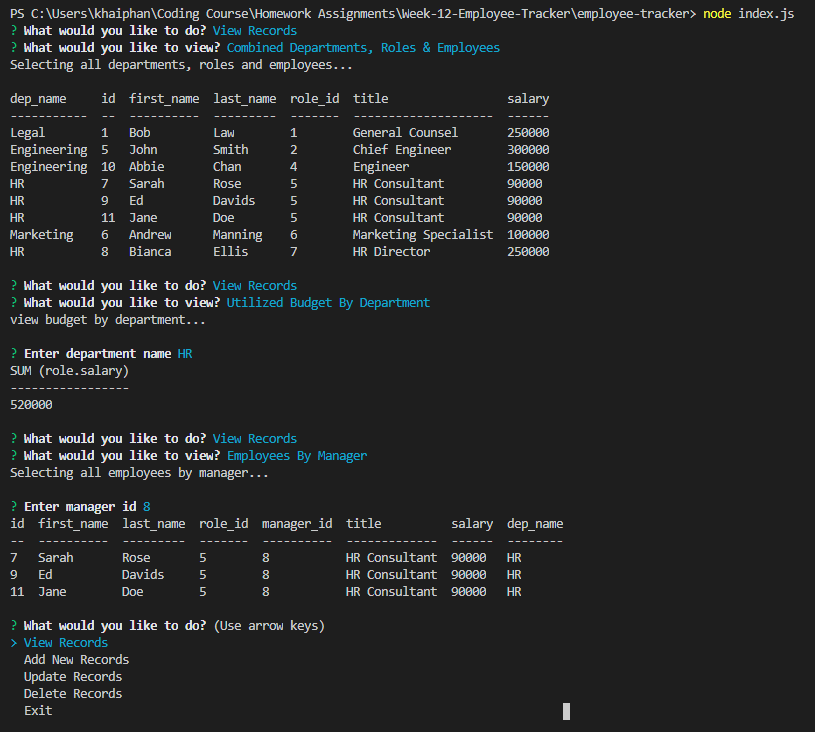 PS C:\Users\khaiphan\Coding Course\Homework Assignments\Week-12-Employee-Tracker\employee-tracker> node index.js
? What would you like to do? View Records
? What would you like to view? Combined Departments, Roles & Employees
Selecting all departments, roles and employees...
dep_name     id  first_name  last_name  role_id  title                 salary
-----------  --  ----------  ---------  -------  --------------------  ------
Legal        1   Bob         Law        1        General Counsel       250000
Engineering  5   John        Smith      2        Chief Engineer        300000
Engineering  10  Abbie       Chan       4        Engineer              150000
HR           7   Sarah       Rose       5        HR Consultant         90000
HR           9   Ed          Davids     5        HR Consultant         90000
HR           11  Jane        Doe        5        HR Consultant         90000
Marketing    6   Andrew      Manning    6        Marketing Specialist  100000
HR           8   Bianca      Ellis      7        HR Director           250000
? What would you like to do? View Records
? What would you like to view? Utilized Budget By Department
view budget by department...
? Enter department name HR
SUM (role.salary)
-----------------
520000
? What would you like to do? View Records
? What would you like to view? Employees By Manager
Selecting all employees by manager...
? Enter manager id 8
id  first_name  last_name  role_id  manager_id  title          salary  dep_name
--  ----------  ---------  -------  ----------  -------------  ------  --------
7   Sarah       Rose       5        8           HR Consultant  90000   HR
9   Ed          Davids     5        8           HR Consultant  90000   HR
11  Jane        Doe        5        8           HR Consultant  90000   HR
? What would you like to do? (Use arrow keys)
> View Records
  Add New Records
  Update Records
  Delete Records
  Exit